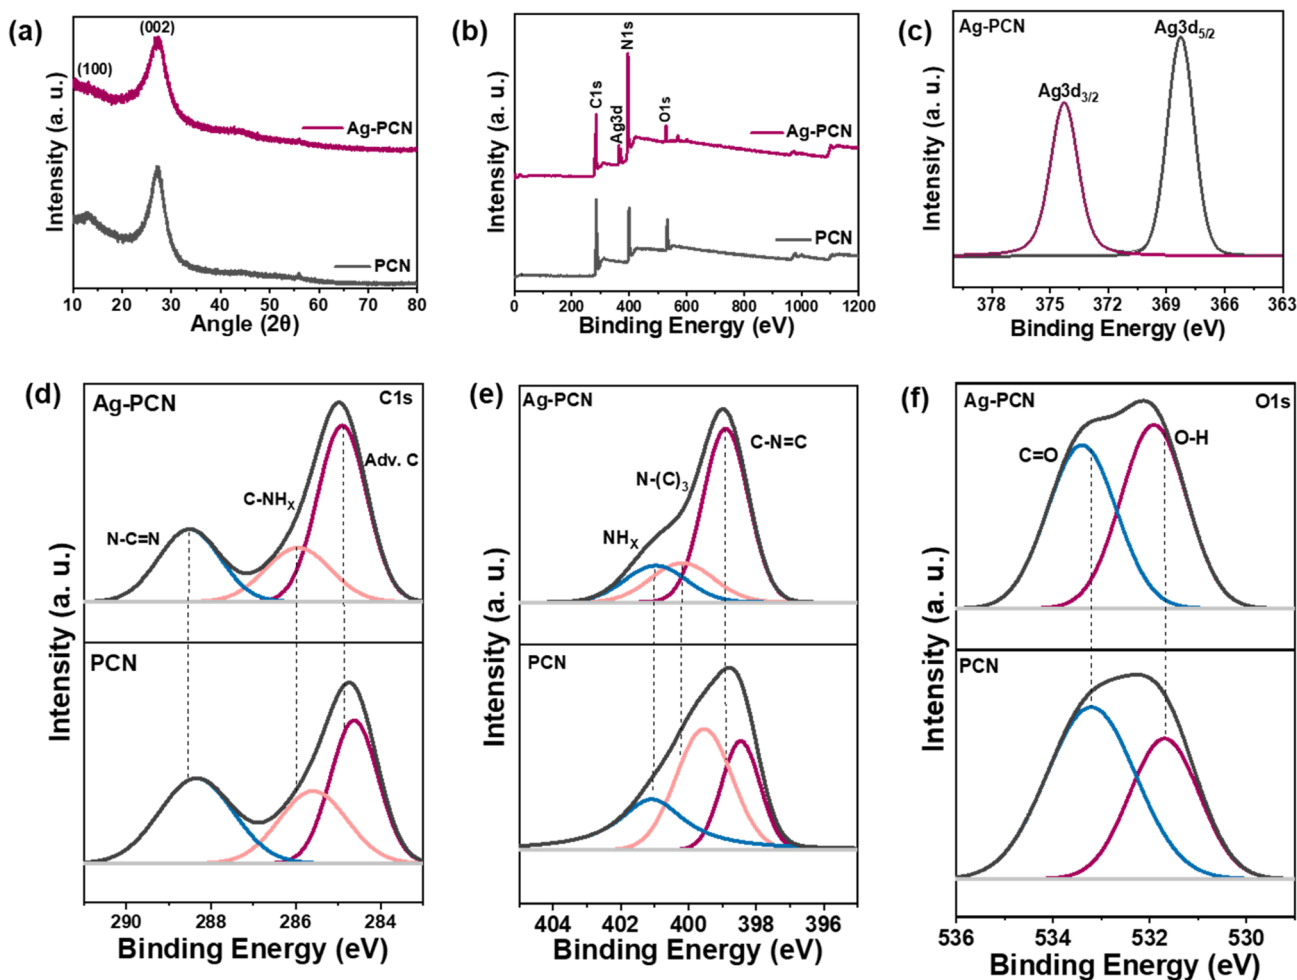 (a)
(002)
(100)
Ag-PCN
PCN
Intensity (a. u.)
10 20 30 40 50 60 70 80
Angle (2θ)
(b)
N1s
C1s
Ag3d
O1s
Ag-PCN
PCN
Intensity (a. u.)
0 200 400 600 800 1000 1200
Binding Energy (eV)
(c)
Ag-PCN
Ag3d5/2
Ag3d3/2
Intensity (a. u.)
378 375 372 369 366 363
Binding Energy (eV)
(d)
Ag-PCN
C1s
Adv. C
C-NHX
N-C=N
PCN
Intensity (a. u.)
290 288 286 284
Binding Energy (eV)
(e)
Ag-PCN
C-N=C
N-(C)3
NHX
PCN
Intensity (a. u.)
404 402 400 398 396
Binding Energy (eV)
(f)
Ag-PCN
O1s
C=O
O-H
PCN
Intensity (a. u.)
536 534 532 530
Binding Energy (eV)